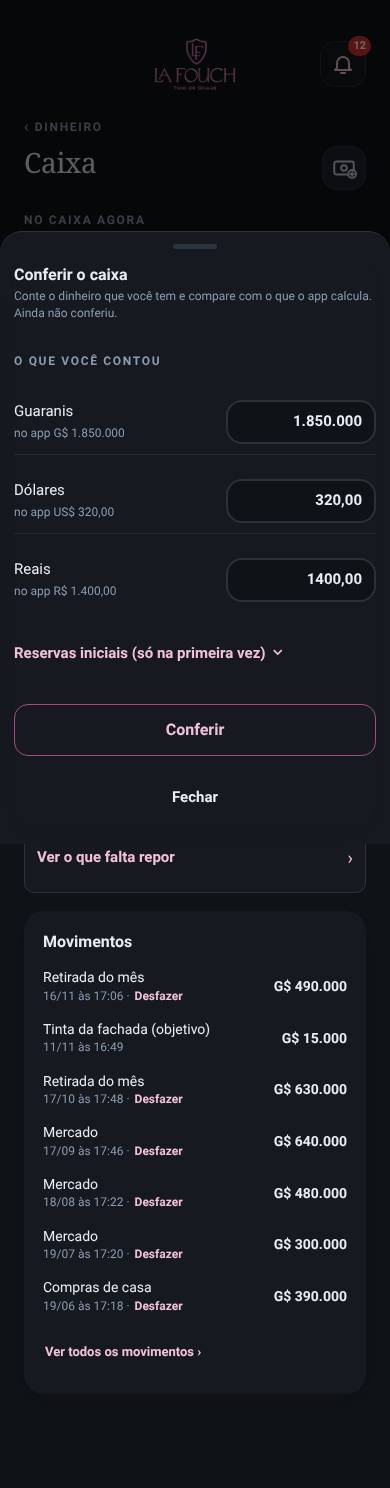 12
LF
LA FOUCH
Tudo de Óculos
‹ DINHEIRO
Caixa
NO CAIXA AGORA
Conferir o caixa
Conte o dinheiro que você tem e compare com o que o app calcula.
Ainda não conferiu.
O QUE VOCÊ CONTOU
Guaranis
no app G$ 1.850.000
1.850.000
Dólares
no app US$ 320,00
320,00
Reais
no app R$ 1.400,00
1400,00
Reservas iniciais (só na primeira vez)
Conferir
Fechar
Ver o que falta repor ›
Movimentos
Retirada do mês
16/11 às 17:06 · Desfazer
G$ 490.000
Tinta da fachada (objetivo)
11/11 às 16:49
G$ 15.000
Retirada do mês
17/10 às 17:48 · Desfazer
G$ 630.000
Mercado
17/09 às 17:46 · Desfazer
G$ 640.000
Mercado
18/08 às 17:22 · Desfazer
G$ 480.000
Mercado
19/07 às 17:20 · Desfazer
G$ 300.000
Compras de casa
19/06 às 17:18 · Desfazer
G$ 390.000
Ver todos os movimentos ›